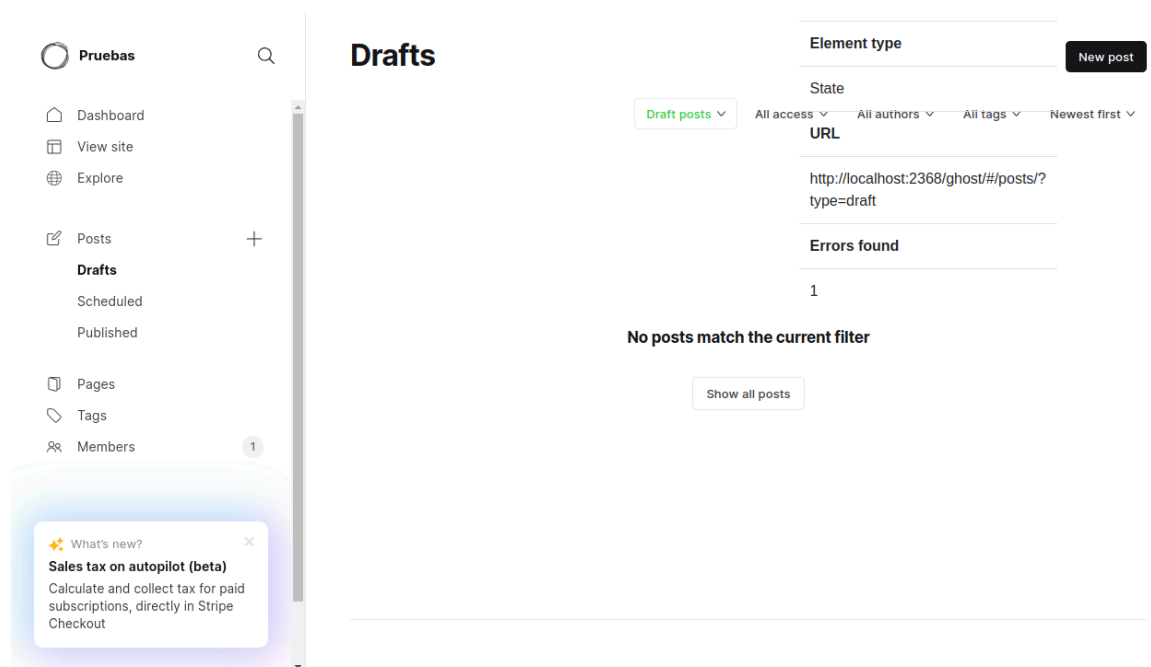 Pruebas
Dashboard
View site
Explore
Posts
Drafts
Scheduled
Published
Pages
Tags
Members
1
What's new?
Sales tax on autopilot (beta)
Calculate and collect tax for paid
subscriptions, directly in Stripe
Checkout
Drafts
New post
Draft posts
All access
All authors
All tags
Newest first
Element type
State
URL
http://localhost:2368/ghost/#/posts/?
type=draft
Errors found
1
No posts match the current filter
Show all posts